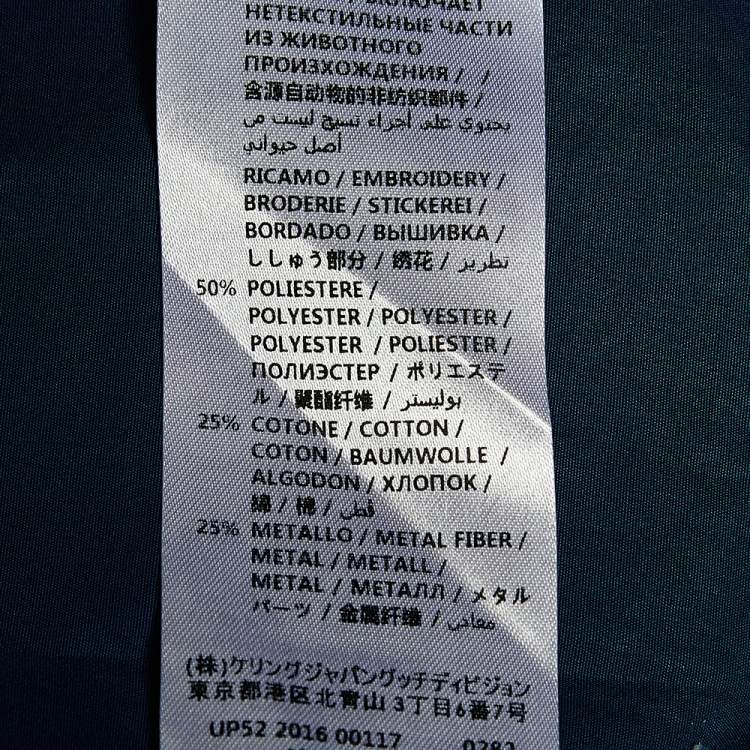 ВКЛЮЧАЕТ
НЕТЕКСТИЛЬНЫЕ ЧАСТИ
ИЗ ЖИВОТНОГО
ПРОИЗХОЖДЕНИЯ / /
含源自动物的非纺织部件 /
يحتوي على أجزاء نسيج ليست من
أصل حيواني
RICAMO / EMBROIDERY /
BRODERIE / STICKEREI /
BORDADO / ВЫШИВКА /
ししゅう部分 / 绣花 / تطريز
50% POLIESTERE /
POLYESTER / POLYESTER /
POLYESTER / POLIESTER /
ПОЛИЭСТЕР / ポリエステ
ル / 聚酯纤维 / بوليستر
25% COTONE / COTTON /
COTON / BAUMWOLLE /
ALGODON / ХЛОПОК /
綿 / 棉 / قطن
25% METALLO / METAL FIBER /
METAL / METALL /
METAL / МЕТАЛЛ / メタル
パーツ / 金属纤维 / معادن
(株)ケリングジャパングッチディビジョン
東京都港区北青山 3丁目6番7号
UP52 2016 00117